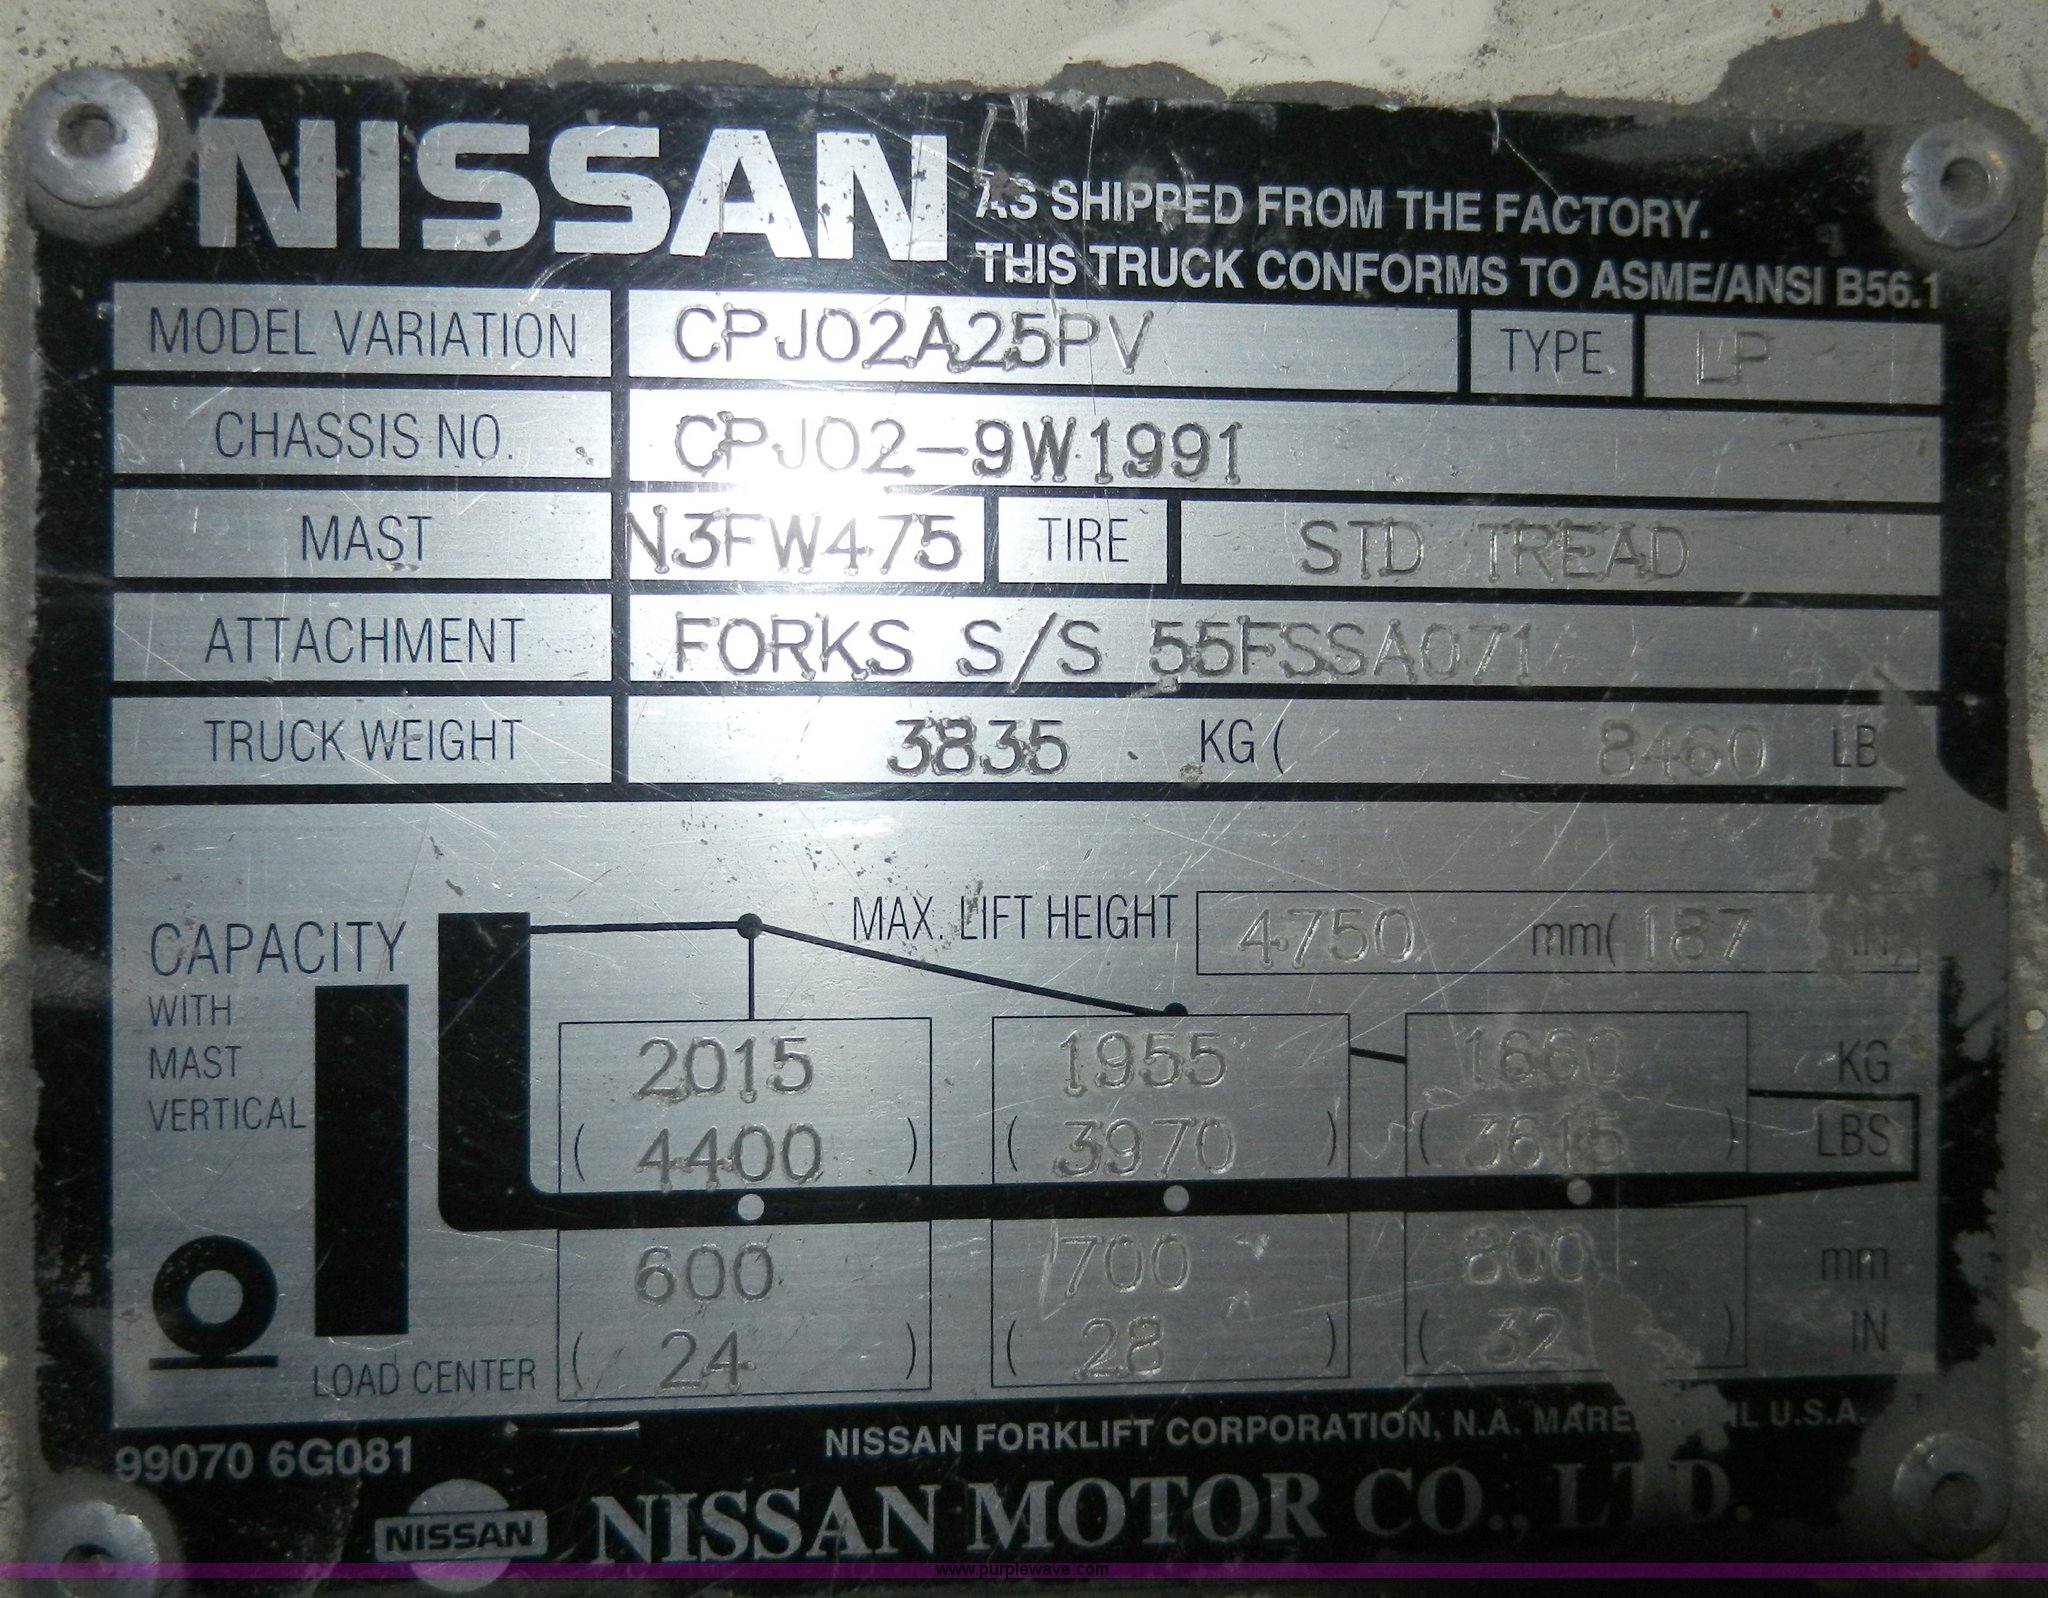 NISSAN
AS SHIPPED FROM THE FACTORY.
THIS TRUCK CONFORMS TO ASME/ANSI B56.1
MODEL VARIATION CPJ02A25PV TYPE LP
CHASSIS NO. CPJ02-9W1991
MAST N3FW475 TIRE STD TREAD
ATTACHMENT FORKS S/S 55FSSA071
TRUCK WEIGHT 3835 KG ( 8460 LB
MAX. LIFT HEIGHT 4750 mm( 187
CAPACITY
WITH
MAST
VERTICAL
2015 1955 1660 KG
( 4400 ) ( 3970 ) ( 3615 ) LBS
600 700 800 mm
( 24 ) ( 28 ) ( 32 ) IN
LOAD CENTER
99070 6G081
NISSAN FORKLIFT CORPORATION, N.A. U.S.A.
NISSAN NISSAN MOTOR CO., LTD.
www.purplewave.com